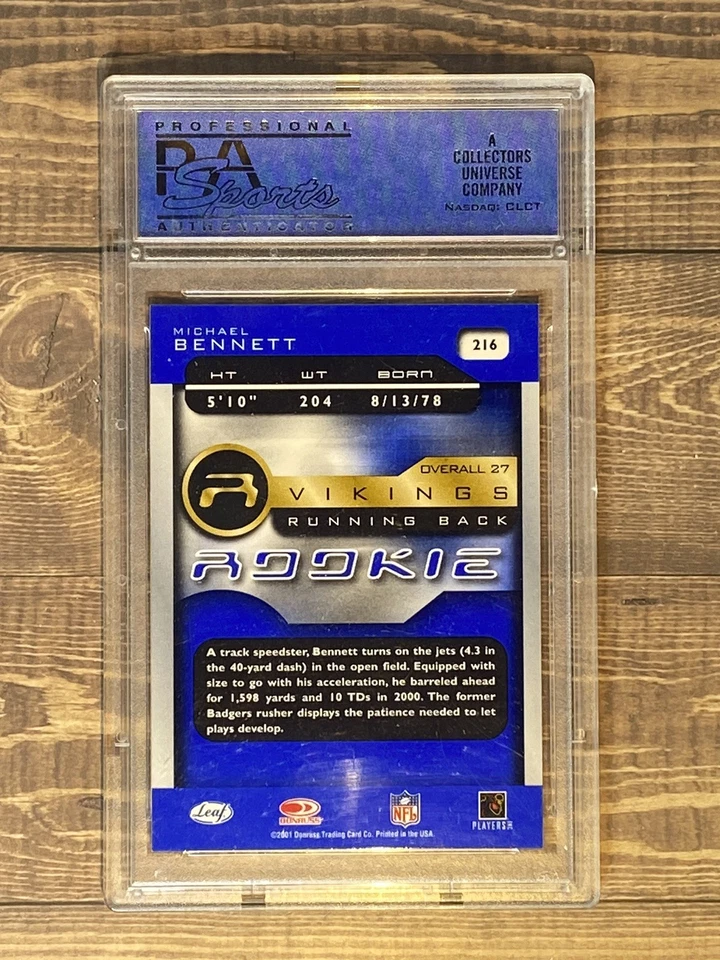 PROFESSIONAL
PSA
Sports
AUTHENTICATOR
A
COLLECTORS
UNIVERSE
COMPANY
NASDAQ: CLCT
MICHAEL
BENNETT
216
HT WT BORN
5'10" 204 8/13/78
OVERALL 27
R VIKINGS
RUNNING BACK
ROOKIE
A track speedster, Bennett turns on the jets (4.3 in
the 40-yard dash) in the open field. Equipped with
size to go with his acceleration, he barreled ahead
for 1,598 yards and 10 TDs in 2000. The former
Badgers rusher displays the patience needed to let
plays develop.
Leaf
DONRUSS
NFL
PLAYERS INC
©2001 Donruss Trading Card Co. Printed in the USA